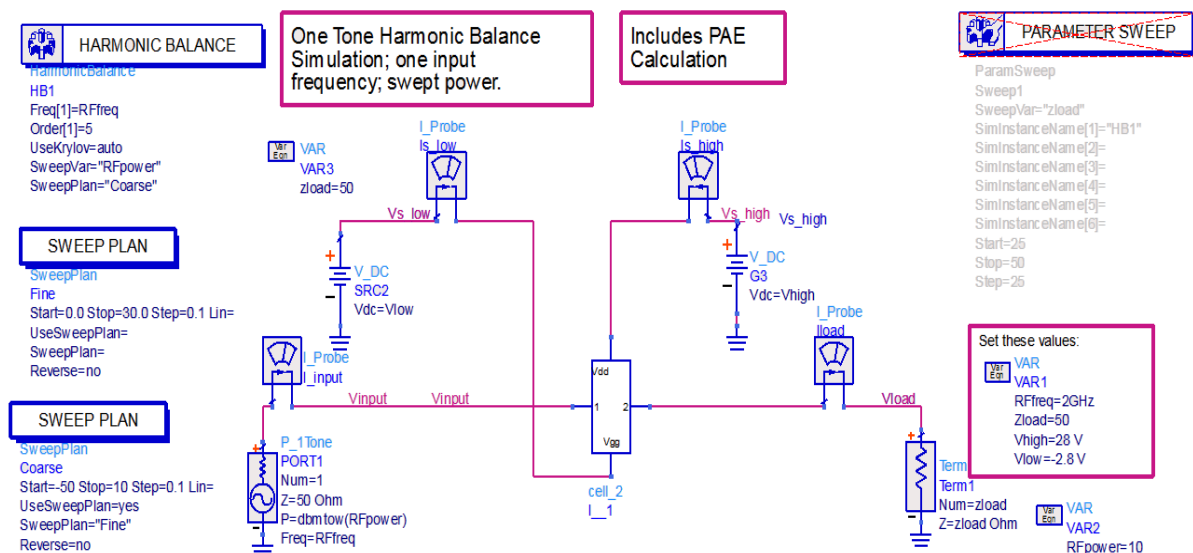 HARMONIC BALANCE
HarmonicBalance
HB1
Freq[1]=RFfreq
Order[1]=5
UseKrylov=auto
SweepVar="RFpower"
SweepPlan="Coarse"
One Tone Harmonic Balance
Simulation; one input
frequency; swept power.
Includes PAE
Calculation
PARAMETER SWEEP
ParamSweep
Sweep1
SweepVar="zload"
SimInstanceName[1]="HB1"
SimInstanceName[2]=
SimInstanceName[3]=
SimInstanceName[4]=
SimInstanceName[5]=
SimInstanceName[6]=
Start=25
Stop=50
Step=25
Var
Eqn
VAR
VAR3
zload=50
I_Probe
Is_low
I_Probe
Is_high
Vs_low
Vs_high
Vs_high
V_DC
SRC2
Vdc=Vlow
V_DC
G3
Vdc=Vhigh
SWEEP PLAN
SweepPlan
Fine
Start=0.0 Stop=30.0 Step=0.1 Lin=
UseSweepPlan=
SweepPlan=
Reverse=no
I_Probe
I_input
I_Probe
Iload
Vinput
Vinput
Vdd
1
2
Vgg
cell_2
I__1
Vload
Set these values:
Var
Eqn
VAR
VAR1
RFfreq=2GHz
Zload=50
Vhigh=28 V
Vlow=-2.8 V
SWEEP PLAN
SweepPlan
Coarse
Start=-50 Stop=10 Step=0.1 Lin=
UseSweepPlan=yes
SweepPlan="Fine"
Reverse=no
P_1Tone
PORT1
Num=1
Z=50 Ohm
P=dbmtow(RFpower)
Freq=RFfreq
Term
Term1
Num=zload
Z=zload Ohm
Var
Eqn
VAR
VAR2
RFpower=10